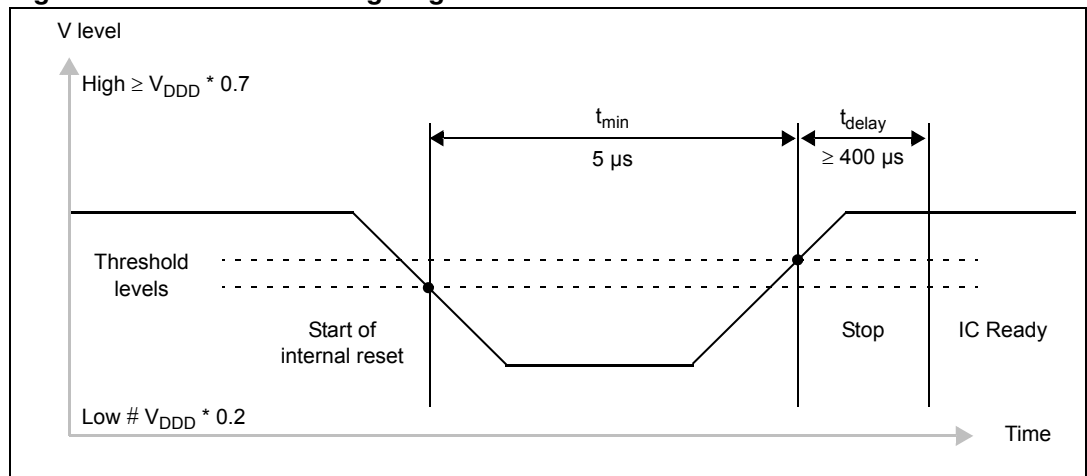 V level
High ≥ V_DDD * 0.7
t_min
t_delay
5 µs
≥ 400 µs
Threshold
levels
Start of
internal reset
Stop
IC Ready
Low # V_DDD * 0.2
Time